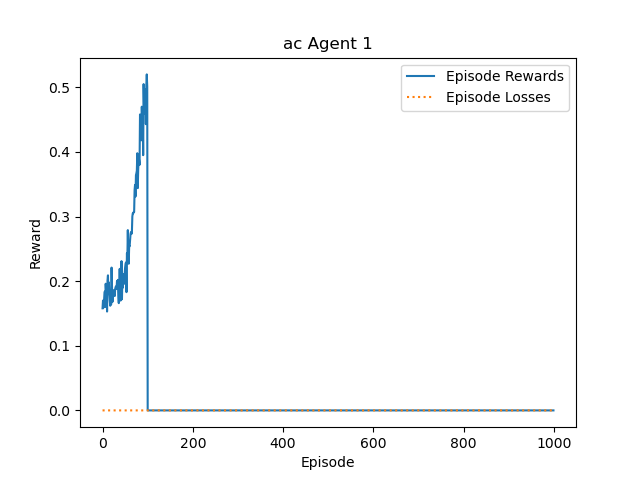 ac Agent 1
Episode Rewards
Episode Losses
Reward
0.5
0.4
0.3
0.2
0.1
0.0
0 200 400 600 800 1000
Episode